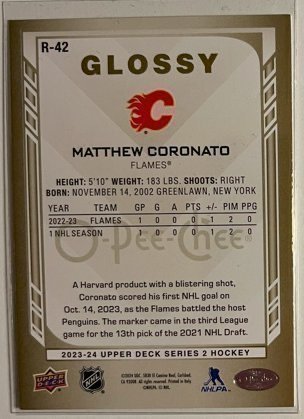 R-42
GLOSSY
C
MATTHEW CORONATO
FLAMES®
HEIGHT: 5'10" WEIGHT: 183 LBS. SHOOTS: RIGHT
BORN: NOVEMBER 14, 2002 GREENLAWN, NEW YORK
YEAR TEAM GP G A PTS +/- PIM PPG
2022-23 FLAMES 1 0 0 0 1 2 0
1 NHL SEASON 1 0 0 0 1 2 0
O-Pee-Chee
A Harvard product with a blistering shot,
Coronato scored his first NHL goal on
Oct. 14, 2023, as the Flames battled the host
Penguins. The marker came in the third League
game for the 13th pick of the 2021 NHL Draft.
2023-24 UPPER DECK SERIES 2 HOCKEY
UPPER DECK
NHL
NHLPA